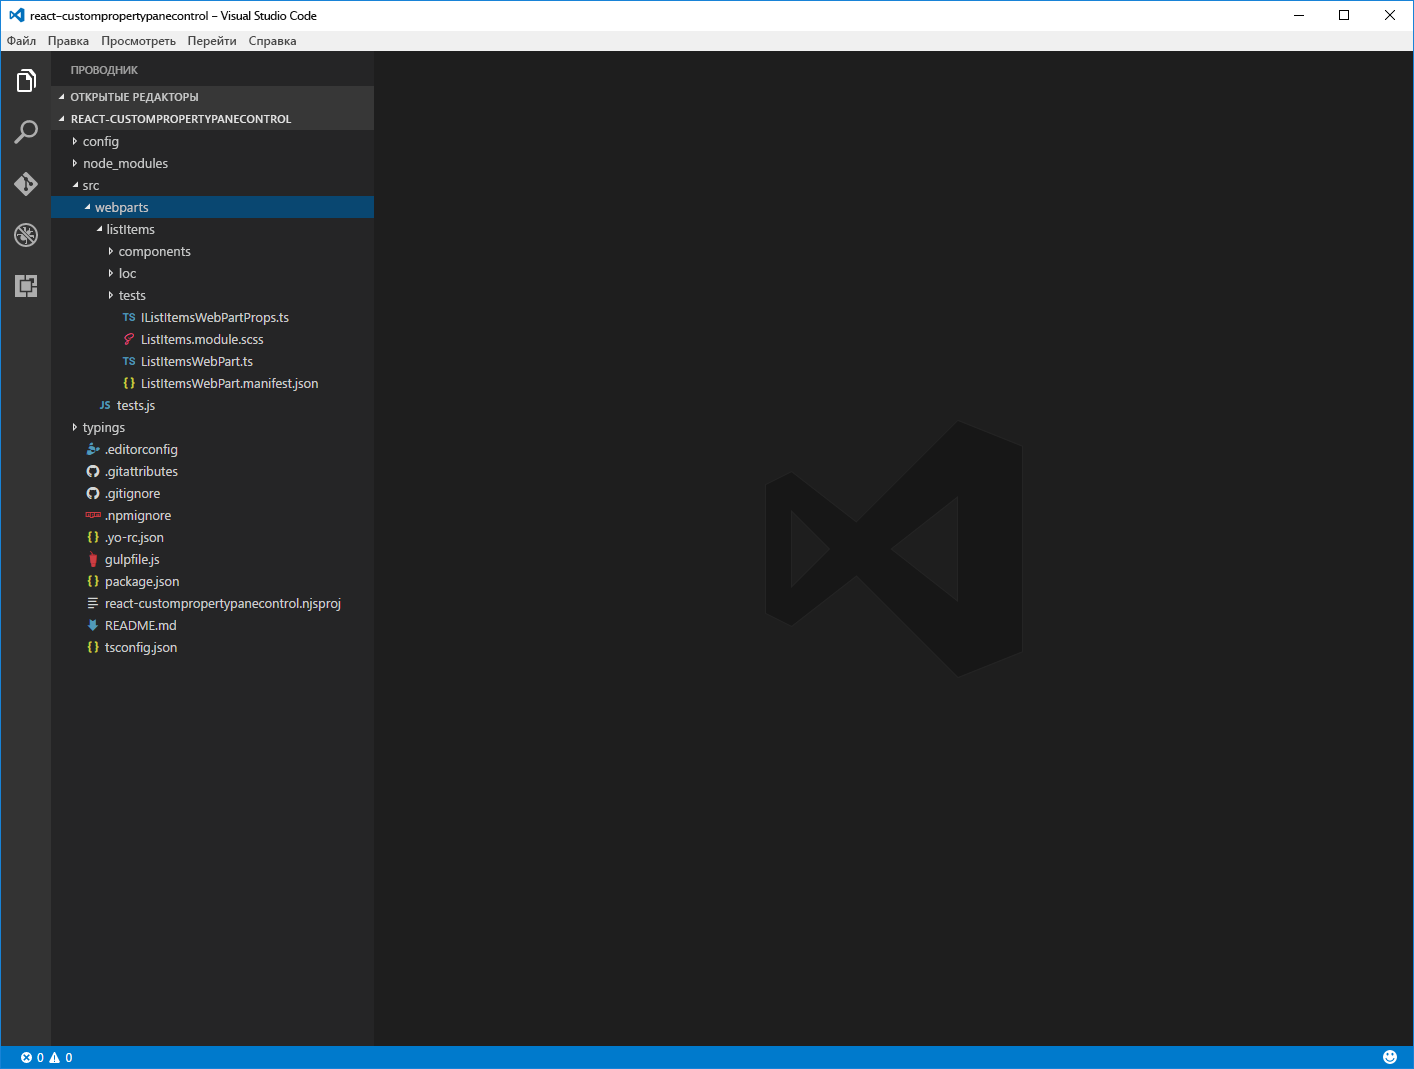 react-custompropertypanecontrol - Visual Studio Code
Файл Правка Просмотреть Перейти Справка
ПРОВОДНИК
ОТКРЫТЫЕ РЕДАКТОРЫ
REACT-CUSTOMPROPERTYPANECONTROL
config
node_modules
src
webparts
listItems
components
loc
tests
TS IListItemsWebPartProps.ts
ListItems.module.scss
TS ListItemsWebPart.ts
{} ListItemsWebPart.manifest.json
JS tests.js
typings
.editorconfig
.gitattributes
.gitignore
npm .npmignore
{} .yo-rc.json
gulpfile.js
{} package.json
react-custompropertypanecontrol.njsproj
README.md
{} tsconfig.json
0 0